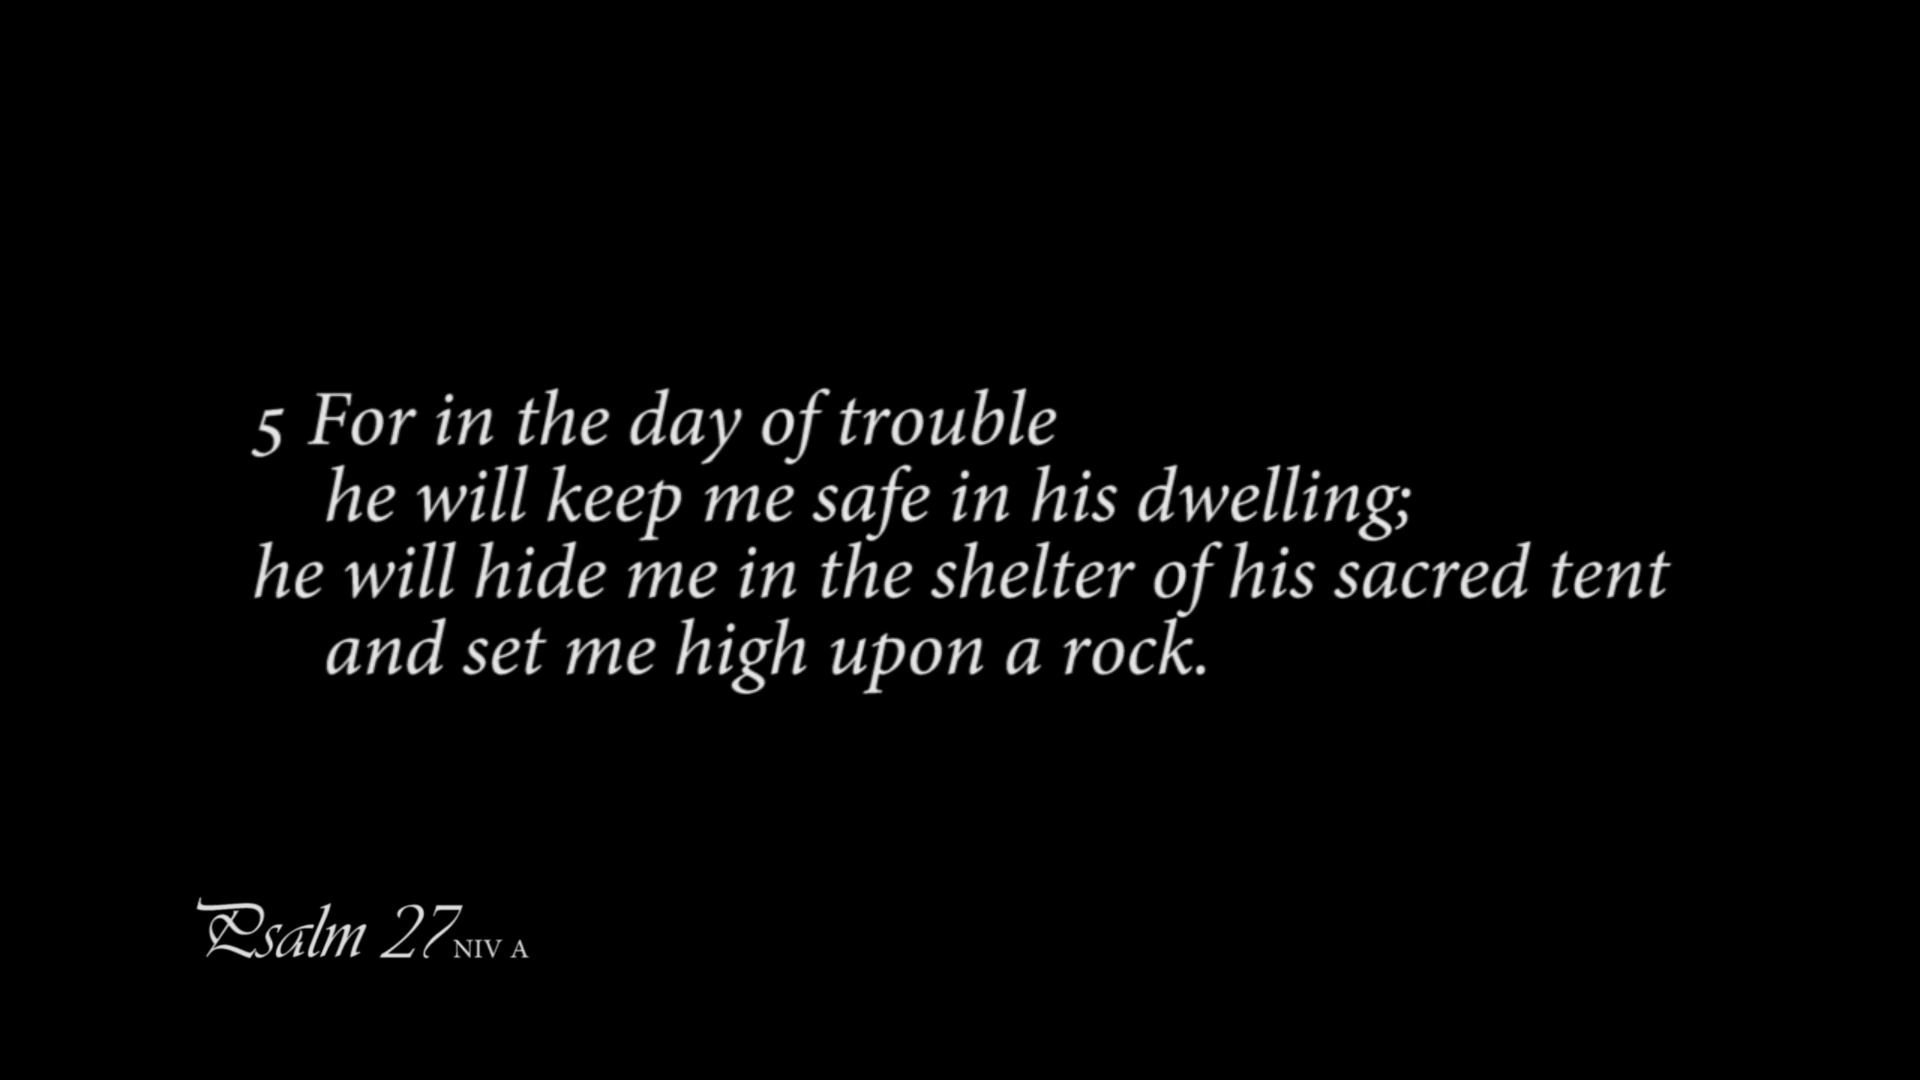 5 For in the day of trouble
he will keep me safe in his dwelling;
he will hide me in the shelter of his sacred tent
and set me high upon a rock.
Psalm 27 NIV A